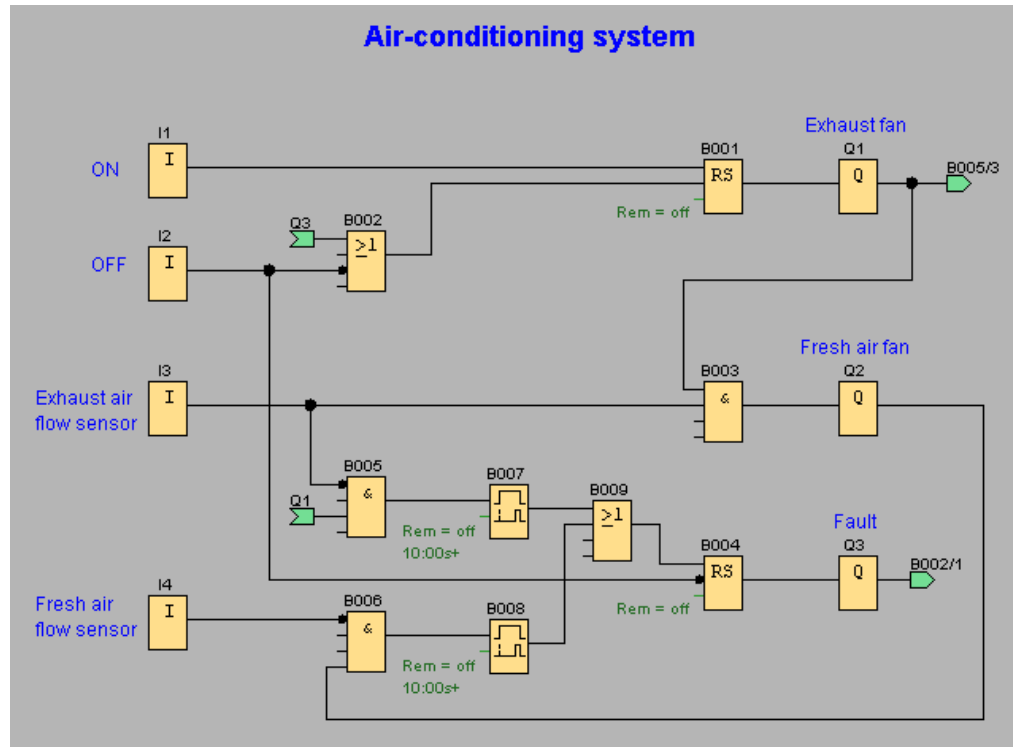 Air-conditioning system
Exhaust fan
I1
B001
Q1
ON
I
RS
Q
B005/3
Rem = off
Q3
B002
I2
≥1
OFF
I
Fresh air fan
I3
B003
Q2
Exhaust air
flow sensor
I
&
Q
B005
B007
B009
Q1
&
≥1
Fault
Rem = off
10:00s+
B004
Q3
RS
Q
B002/1
I4
Fresh air
flow sensor
I
B006
B008
Rem = off
&
Rem = off
10:00s+